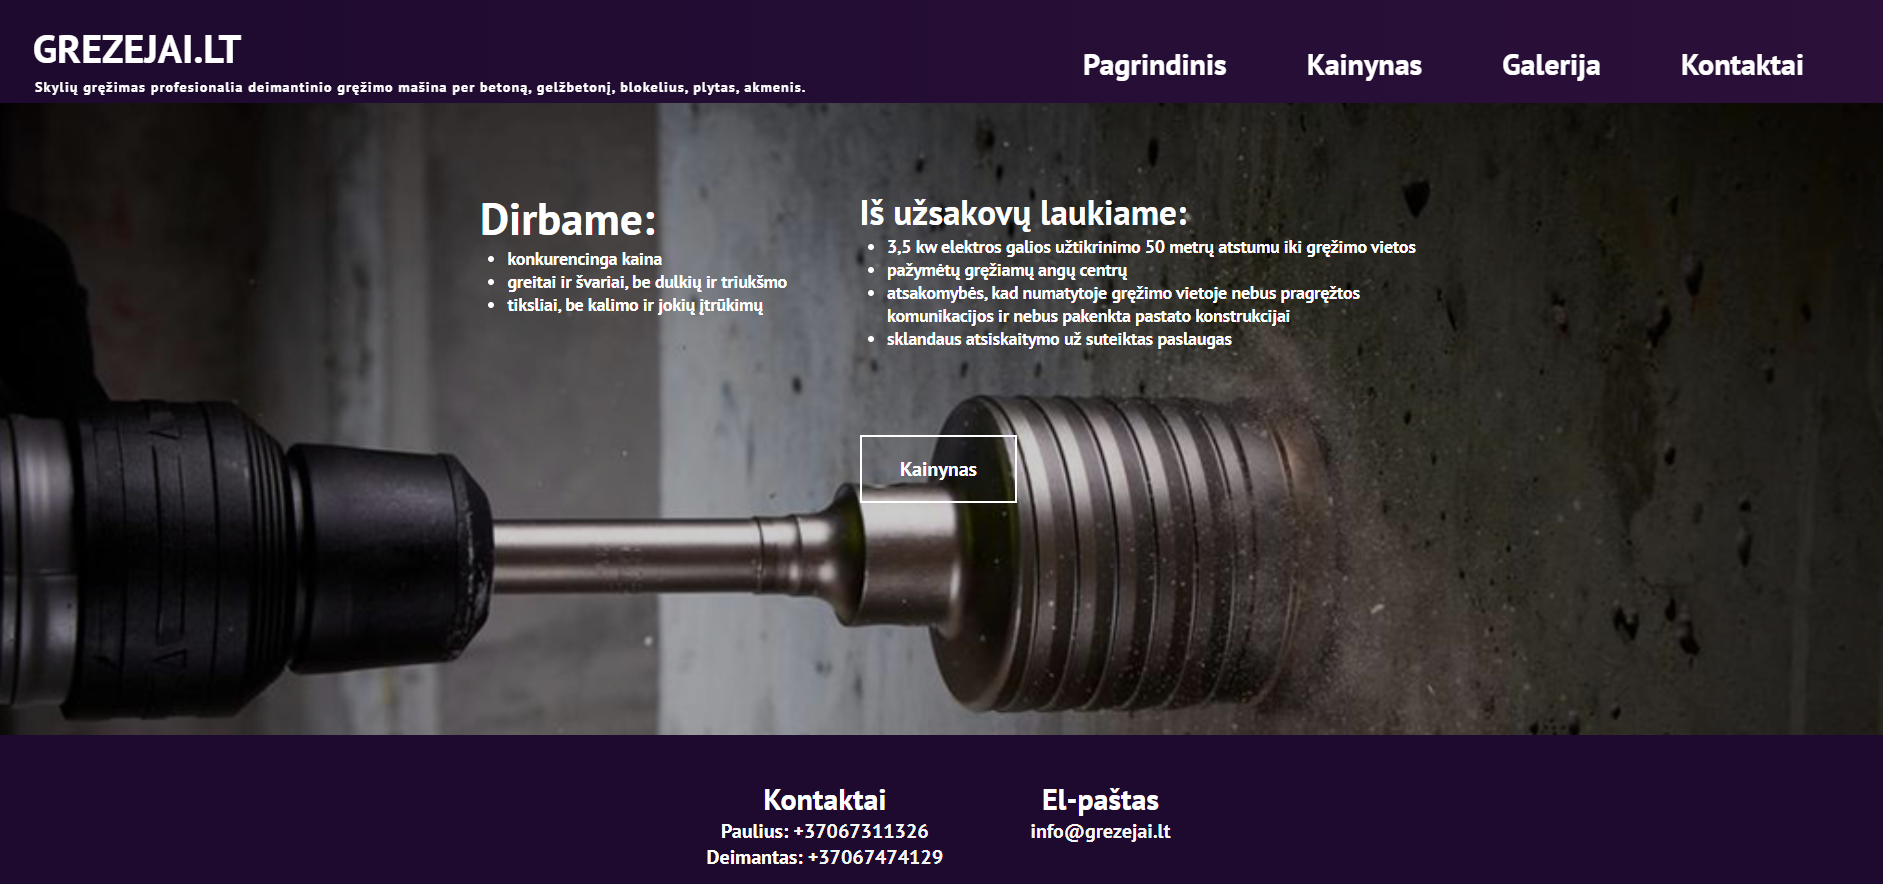 GREZEJAI.LT
Skylių gręžimas profesionalia deimantinio gręžimo mašina per betoną, gelžbetonį, blokelius, plytas, akmenis.
Pagrindinis Kainynas Galerija Kontaktai
Dirbame:
• konkurencinga kaina
• greitai ir švariai, be dulkių ir triukšmo
• tiksliai, be kalimo ir jokių įtrūkimų
Iš užsakovų laukiame:
• 3,5 kw elektros galios užtikrinimo 50 metrų atstumu iki gręžimo vietos
• pažymėtų gręžiamų angų centrų
• atsakomybės, kad numatytoje gręžimo vietoje nebus pragręžtos
komunikacijos ir nebus pakenkta pastato konstrukcijai
• sklandaus atsiskaitymo už suteiktas paslaugas
Kainynas
Kontaktai
Paulius: +37067311326
Deimantas: +37067474129
El-paštas
info@grezejai.lt